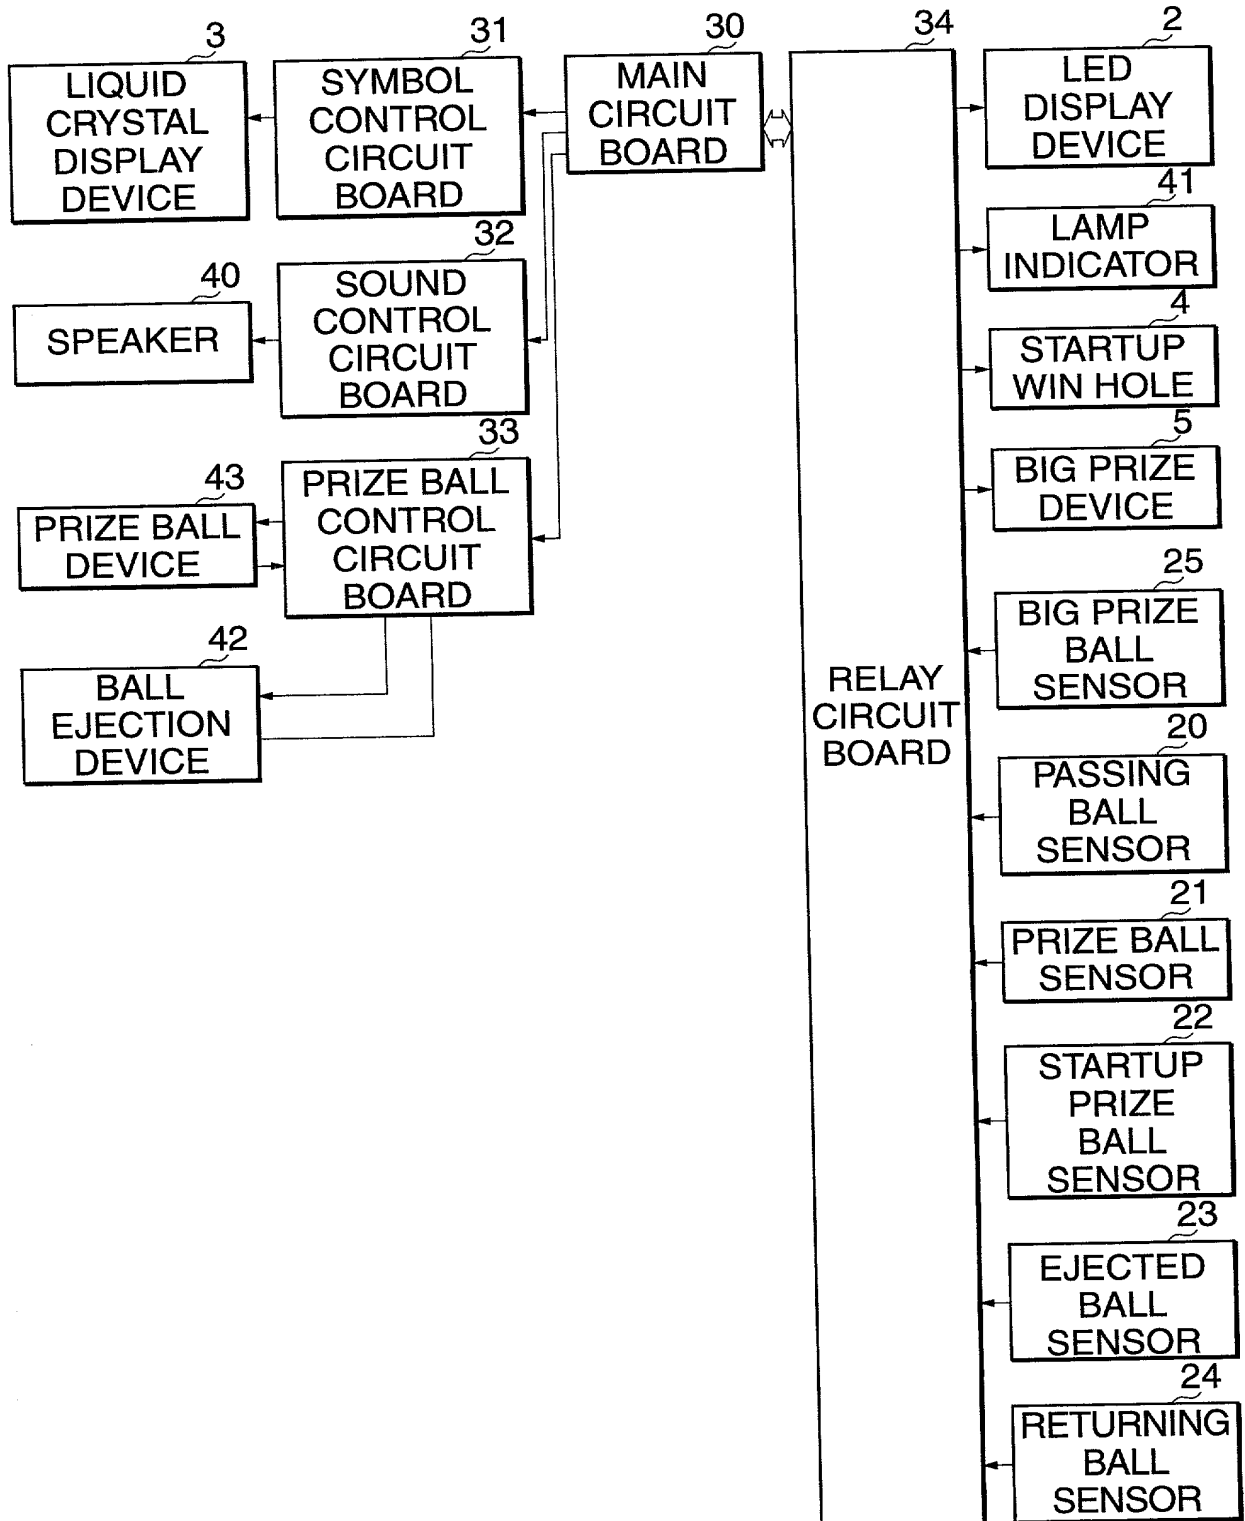 3
LIQUID
CRYSTAL
DISPLAY
DEVICE
31
SYMBOL
CONTROL
CIRCUIT
BOARD
30
MAIN
CIRCUIT
BOARD
34
RELAY
CIRCUIT
BOARD
2
LED
DISPLAY
DEVICE
41
LAMP
INDICATOR
4
STARTUP
WIN HOLE
5
BIG PRIZE
DEVICE
40
SPEAKER
32
SOUND
CONTROL
CIRCUIT
BOARD
43
PRIZE BALL
DEVICE
33
PRIZE BALL
CONTROL
CIRCUIT
BOARD
42
BALL
EJECTION
DEVICE
25
BIG PRIZE
BALL
SENSOR
20
PASSING
BALL
SENSOR
21
PRIZE BALL
SENSOR
22
STARTUP
PRIZE
BALL
SENSOR
23
EJECTED
BALL
SENSOR
24
RETURNING
BALL
SENSOR